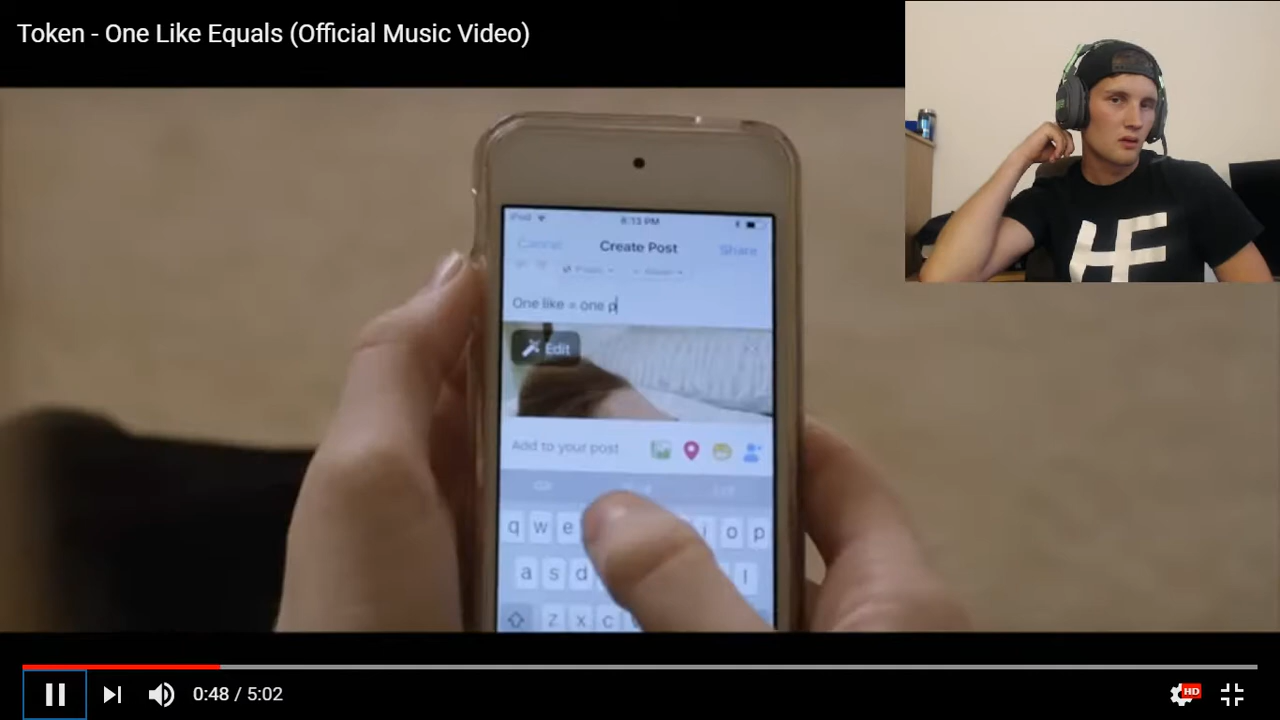 Token - One Like Equals (Official Music Video)
HF
iPod 8:13 PM
Cancel Create Post Share
One like = one p
Edit
Add to your post
q w e i o p
a s d l
z x c
0:48 / 5:02
HD